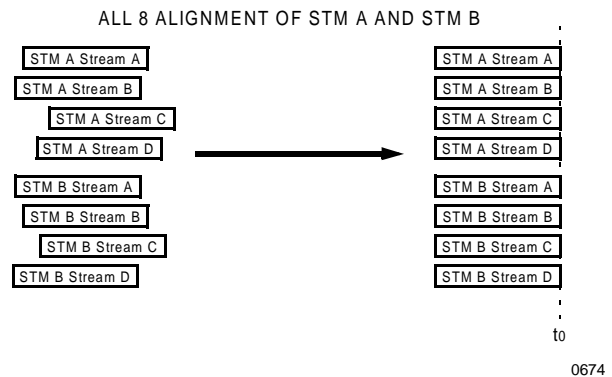 ALL 8 ALIGNMENT OF STM A AND STM B
STM A Stream A
STM A Stream B
STM A Stream C
STM A Stream D
STM B Stream A
STM B Stream B
STM B Stream C
STM B Stream D
STM A Stream A
STM A Stream B
STM A Stream C
STM A Stream D
STM B Stream A
STM B Stream B
STM B Stream C
STM B Stream D
t0
0674